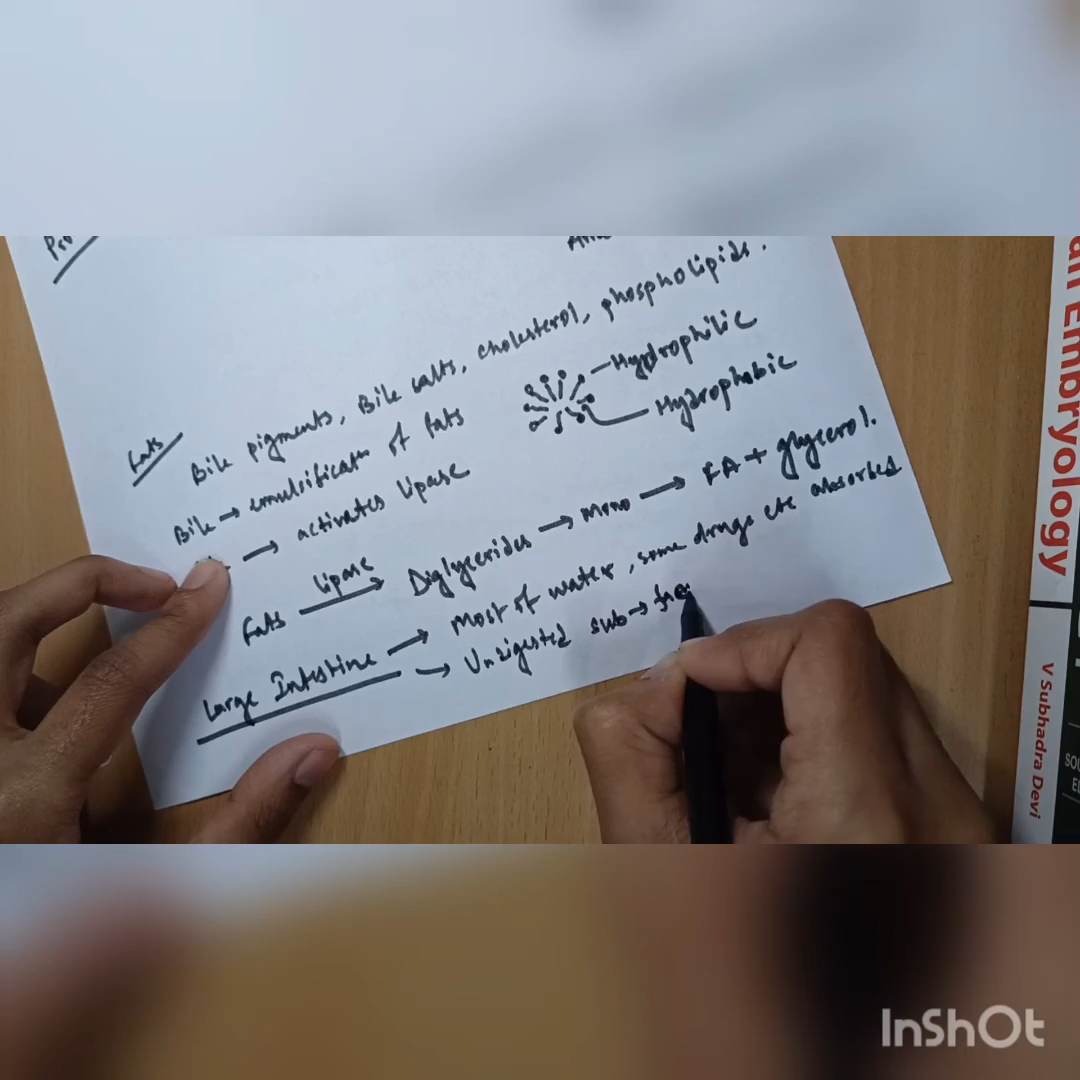 Fats
Bile pigments, Bile salts, cholesterol, phospholipids.
Bile → emulsificatn of fats
→ activates lipase
Hydrophilic
Hydrophobic
Fats lipase → Diglycerides → Mono → FA + glycerol.
Large Intestine → Most of water, some drugs etc absorbed
→ Undigested sub →
Embryology
V Subhadra Devi
InShOt